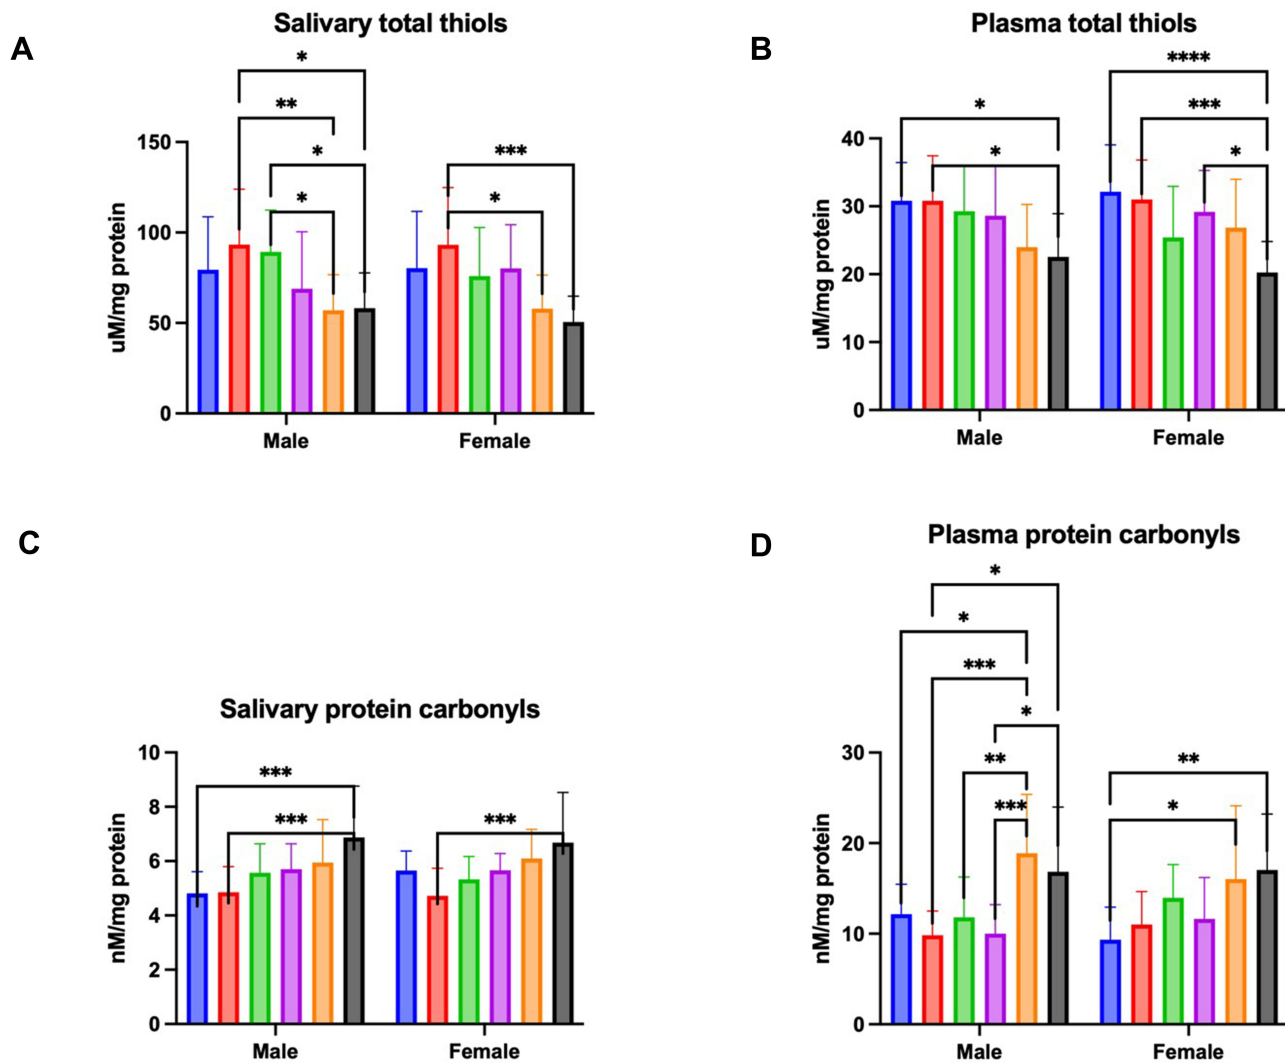 A
Salivary total thiols
*
**
*
*
***
*
150
100
50
0
uM/mg protein
Male
Female
B
Plasma total thiols
****
*
***
*
*
40
30
20
10
0
uM/mg protein
Male
Female
C
Salivary protein carbonyls
***
***
***
10
8
6
4
2
0
nM/mg protein
Male
Female
D
Plasma protein carbonyls
*
*
***
*
**
***
**
*
30
20
10
0
nM/mg protein
Male
Female